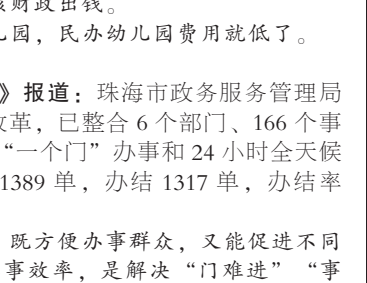 财政出钱。
儿园，民办幼儿园费用就低了。
》报道：珠海市政务服务管理局
改革，已整合 6 个部门、166 个事
“一个门”办事和 24 小时全天候
1389 单，办结 1317 单，办结率
既方便办事群众，又能促进不同
事效率，是解决“门难进”“事